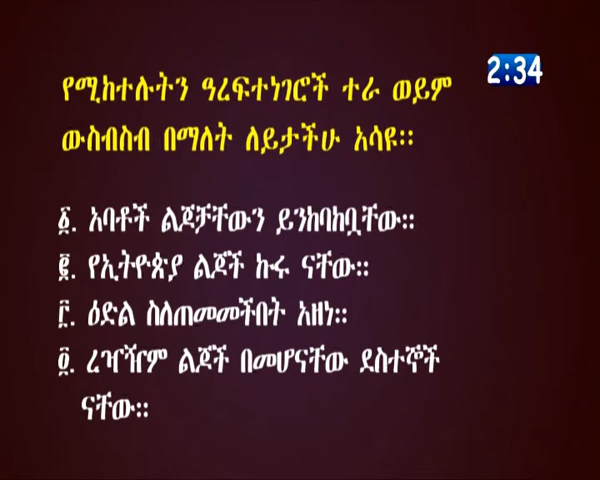 2:34
የሚከተሉትን ዓረፍተነገሮች ተራ ወይም
ውስብስብ በማለት ለይታችሁ አሳዩ።
፩. አባቶች ልጆቻቸውን ይንከባከቧቸው።
፪. የኢትዮጵያ ልጆች ኩሩ ናቸው።
፫. ዕድል ስለጠመመችበት አዘነ።
፬. ረዣዥም ልጆች በመሆናቸው ደስተኞች
ናቸው።